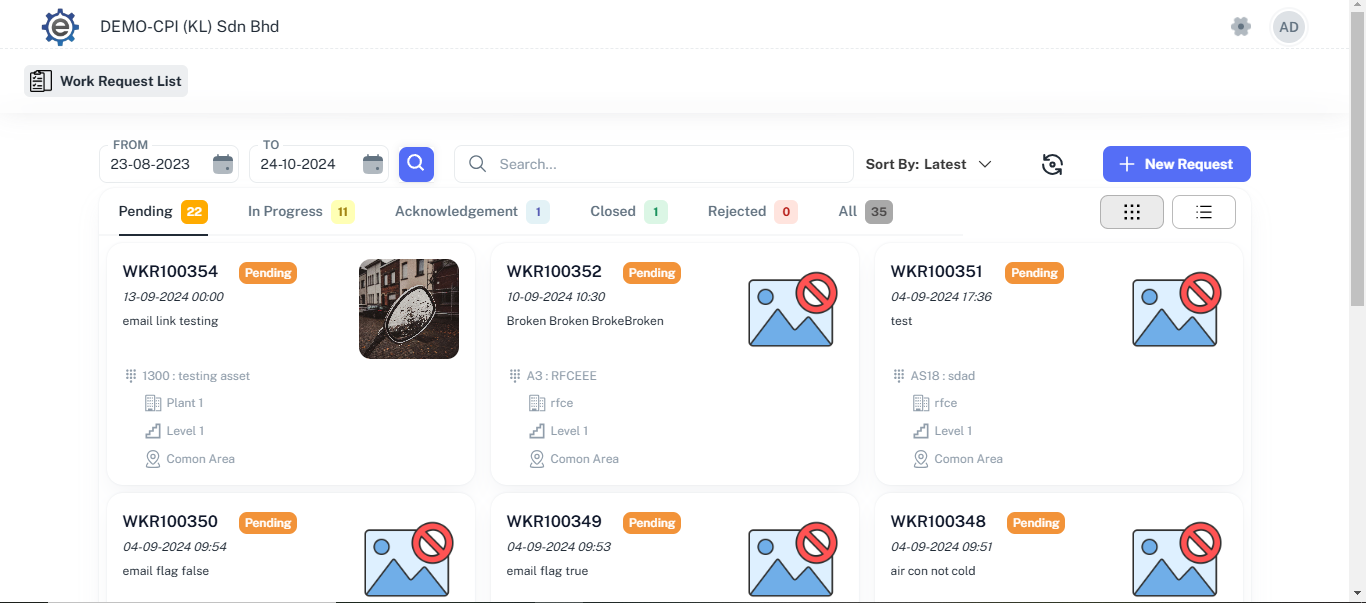 e DEMO-CPI (KL) Sdn Bhd AD
Work Request List
FROM TO
23-08-2023 24-10-2024 Search... Sort By: Latest New Request
Pending 22 In Progress 11 Acknowledgement 1 Closed 1 Rejected 0 All 35
WKR100354 Pending
13-09-2024 00:00
email link testing
1300 : testing asset
Plant 1
Level 1
Comon Area
WKR100352 Pending
10-09-2024 10:30
Broken Broken BrokeBroken
A3 : RFCEEE
rfce
Level 1
Comon Area
WKR100351 Pending
04-09-2024 17:36
test
AS18 : sdad
rfce
Level 1
Comon Area
WKR100350 Pending
04-09-2024 09:54
email flag false
WKR100349 Pending
04-09-2024 09:53
email flag true
WKR100348 Pending
04-09-2024 09:51
air con not cold